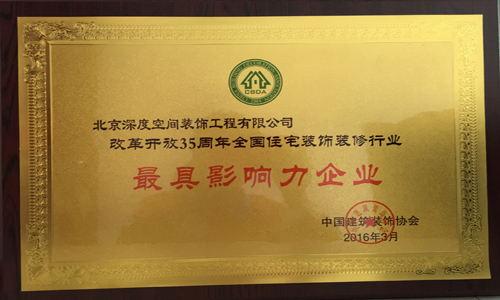 CBDA
北京深度空间装饰工程有限公司
改革开放35周年全国住宅装饰装修行业
最具影响力企业
中国建筑装饰协会
2016年3月